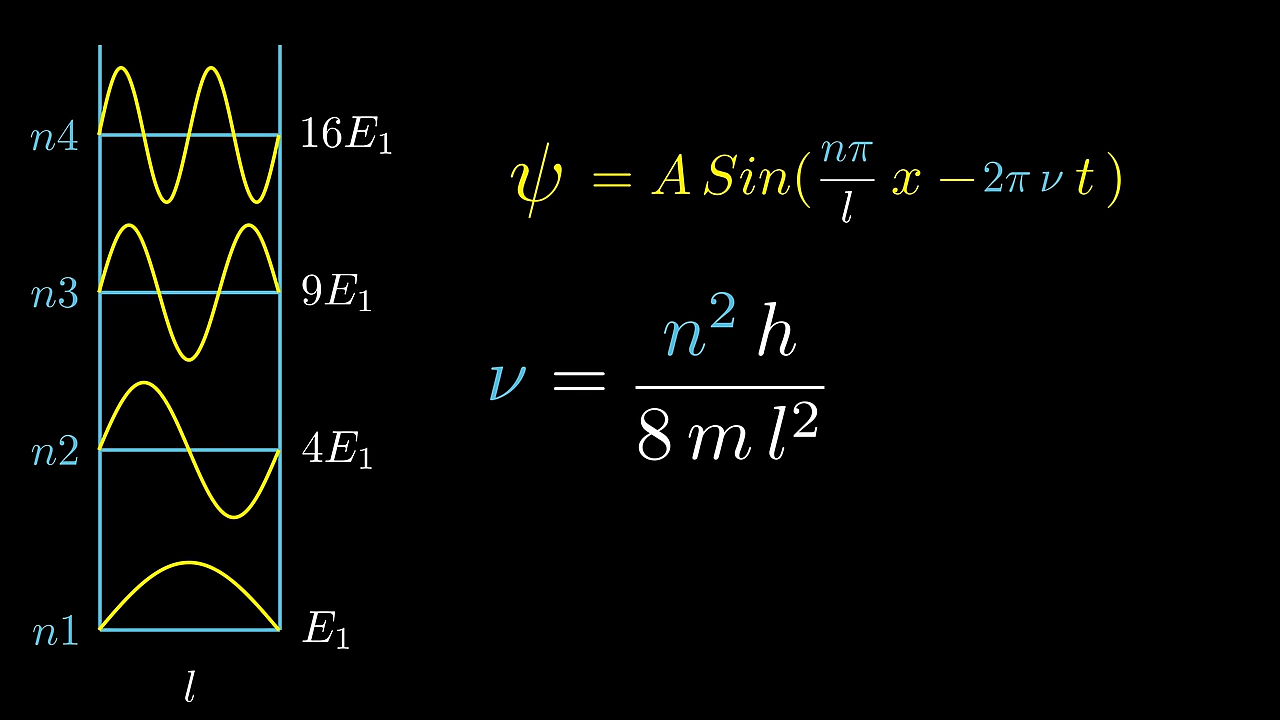 n4 16E₁
ψ = A Sin( nπ/l x − 2π ν t )
n3 9E₁
ν = n² h / 8 m l²
n2 4E₁
n1 E₁
l